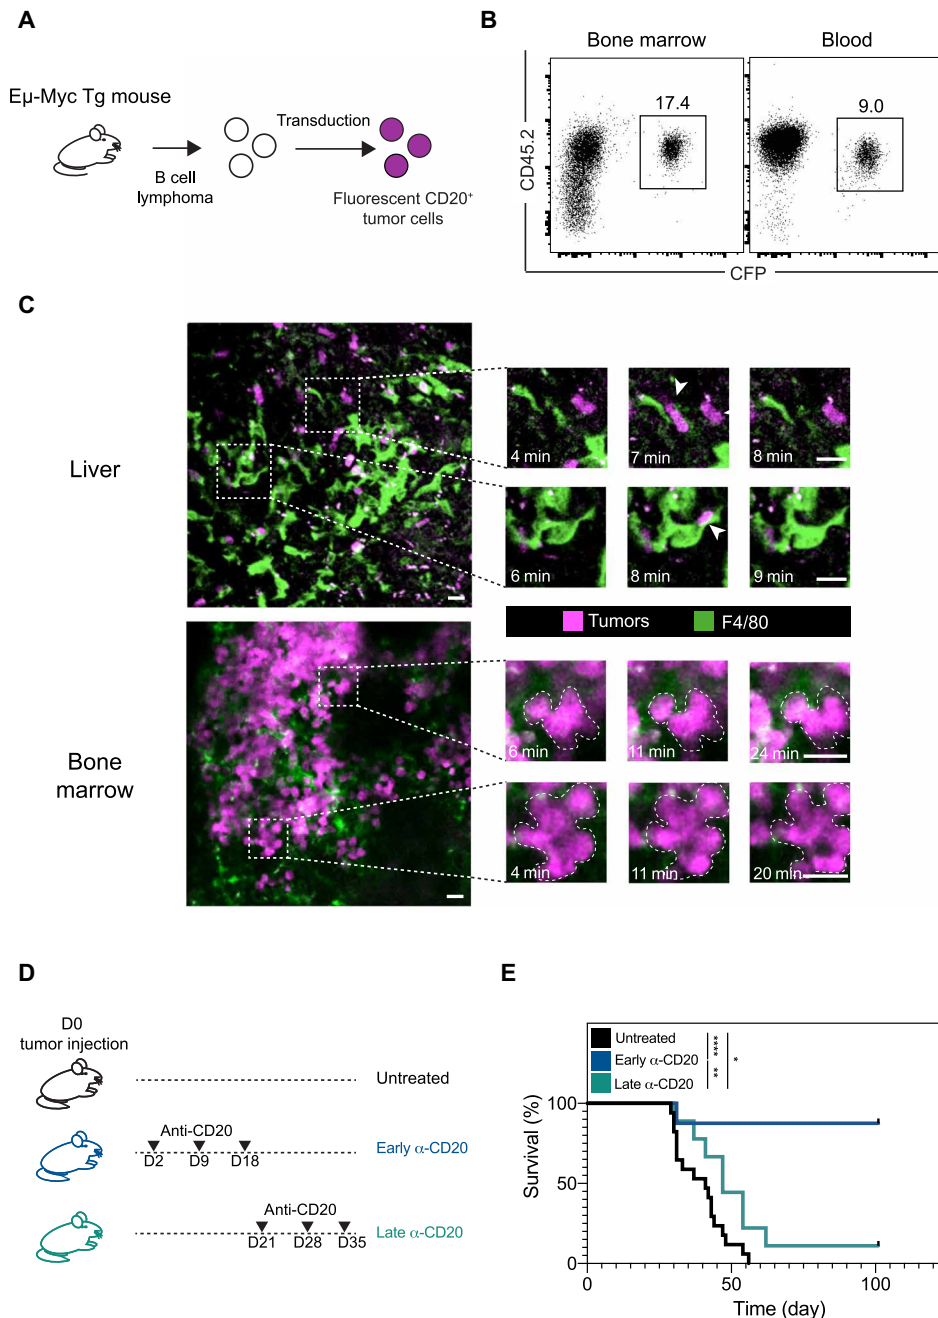 A
Eμ-Myc Tg mouse
B cell
lymphoma
Transduction
Fluorescent CD20+
tumor cells
B
Bone marrow
Blood
17.4
9.0
CD45.2
CFP
C
Liver
4 min
7 min
8 min
6 min
8 min
9 min
Tumors
F4/80
Bone
marrow
6 min
11 min
24 min
4 min
11 min
20 min
D
D0
tumor injection
Untreated
Anti-CD20
D2
D9
D18
Early α-CD20
Anti-CD20
D21
D28
D35
Late α-CD20
E
Untreated
Early α-CD20
Late α-CD20
****
**
*
Survival (%)
100
50
0
0
50
100
Time (day)